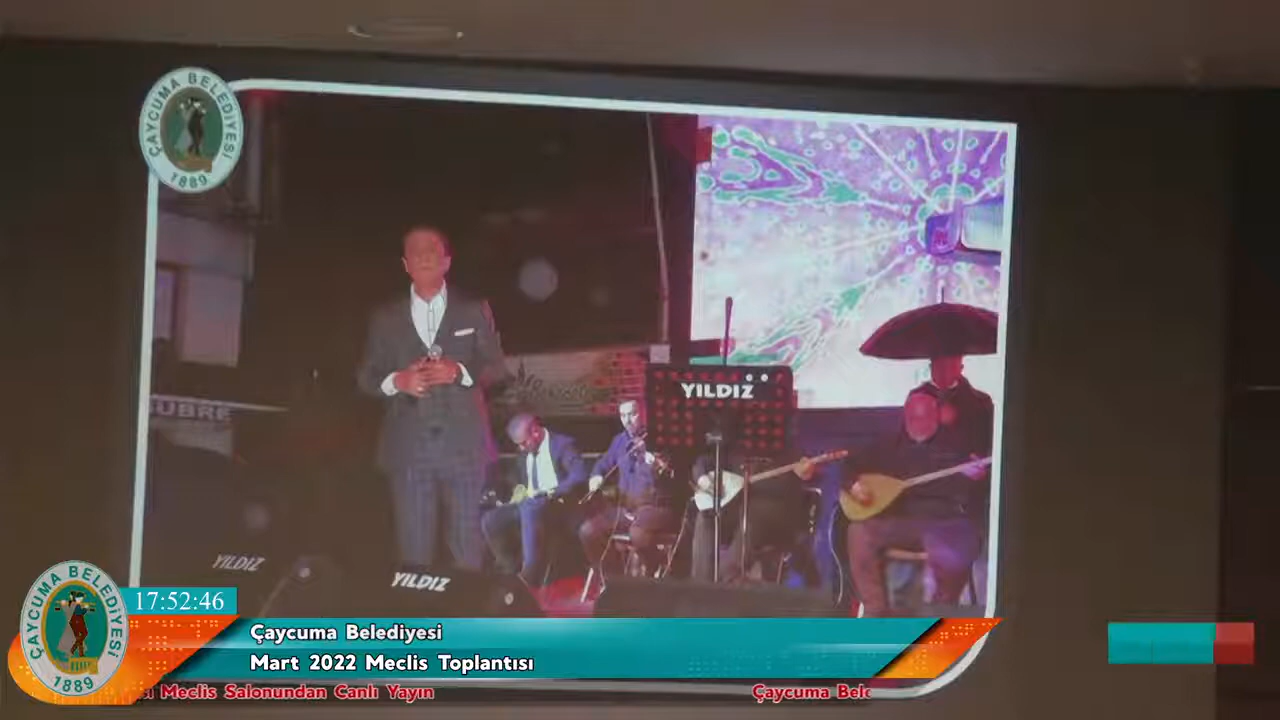 ÇAYCUMA BELEDİYESİ
1889
ÜBRE
YILDIZ
YILDIZ
YILDIZ
ÇAYCUMA BELEDİYESİ
1889
17:52:46
Çaycuma Belediyesi
Mart 2022 Meclis Toplantısı
Meclis Salonundan Canlı Yayın
Çaycuma Bele